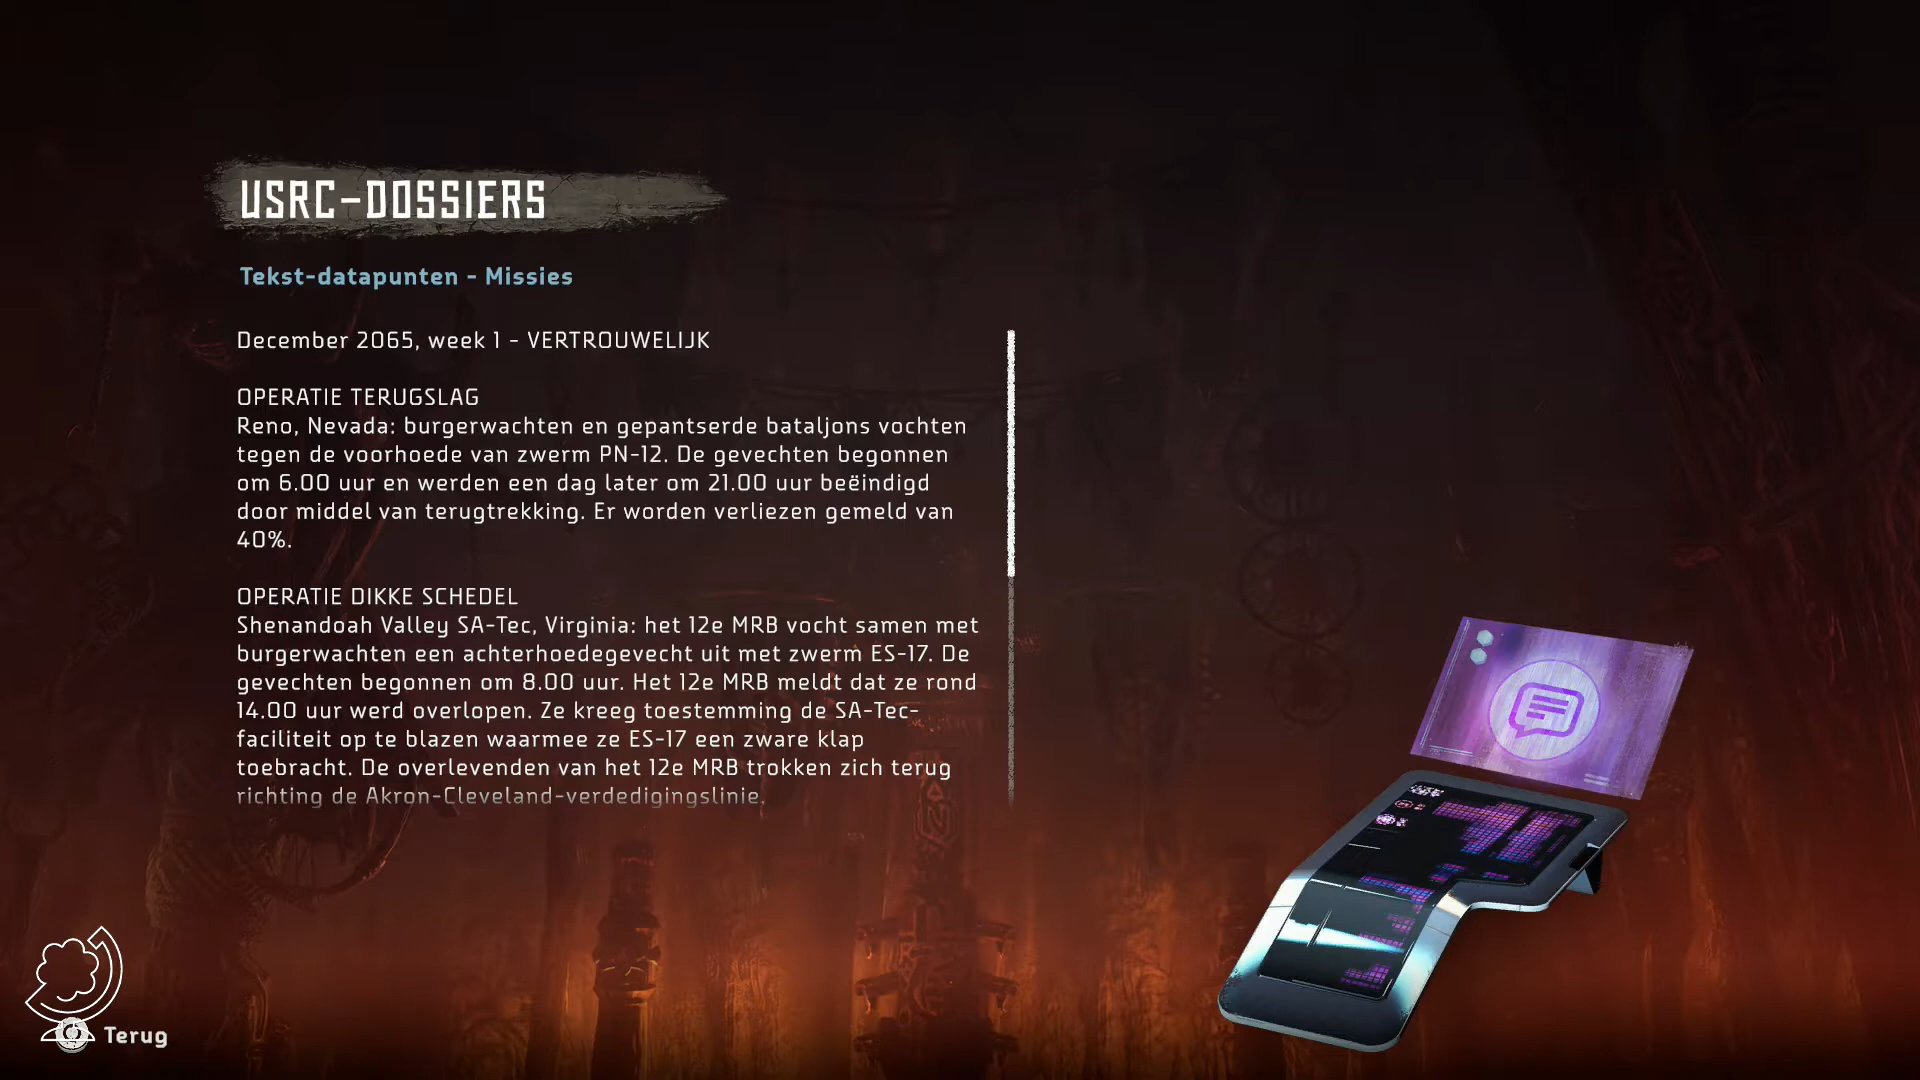 USRC-DOSSIERS
Tekst-datapunten - Missies
December 2065, week 1 - VERTROUWELIJK
OPERATIE TERUGSLAG
Reno, Nevada: burgerwachten en gepantserde bataljons vochten
tegen de voorhoede van zwerm PN-12. De gevechten begonnen
om 6.00 uur en werden een dag later om 21.00 uur beëindigd
door middel van terugtrekking. Er worden verliezen gemeld van
40%.
OPERATIE DIKKE SCHEDEL
Shenandoah Valley SA-Tec, Virginia: het 12e MRB vocht samen met
burgerwachten een achterhoedegevecht uit met zwerm ES-17. De
gevechten begonnen om 8.00 uur. Het 12e MRB meldt dat ze rond
14.00 uur werd overlopen. Ze kreeg toestemming de SA-Tec-
faciliteit op te blazen waarmee ze ES-17 een zware klap
toebracht. De overlevenden van het 12e MRB trokken zich terug
richting de Akron-Cleveland-verdedigingslinie.
Terug